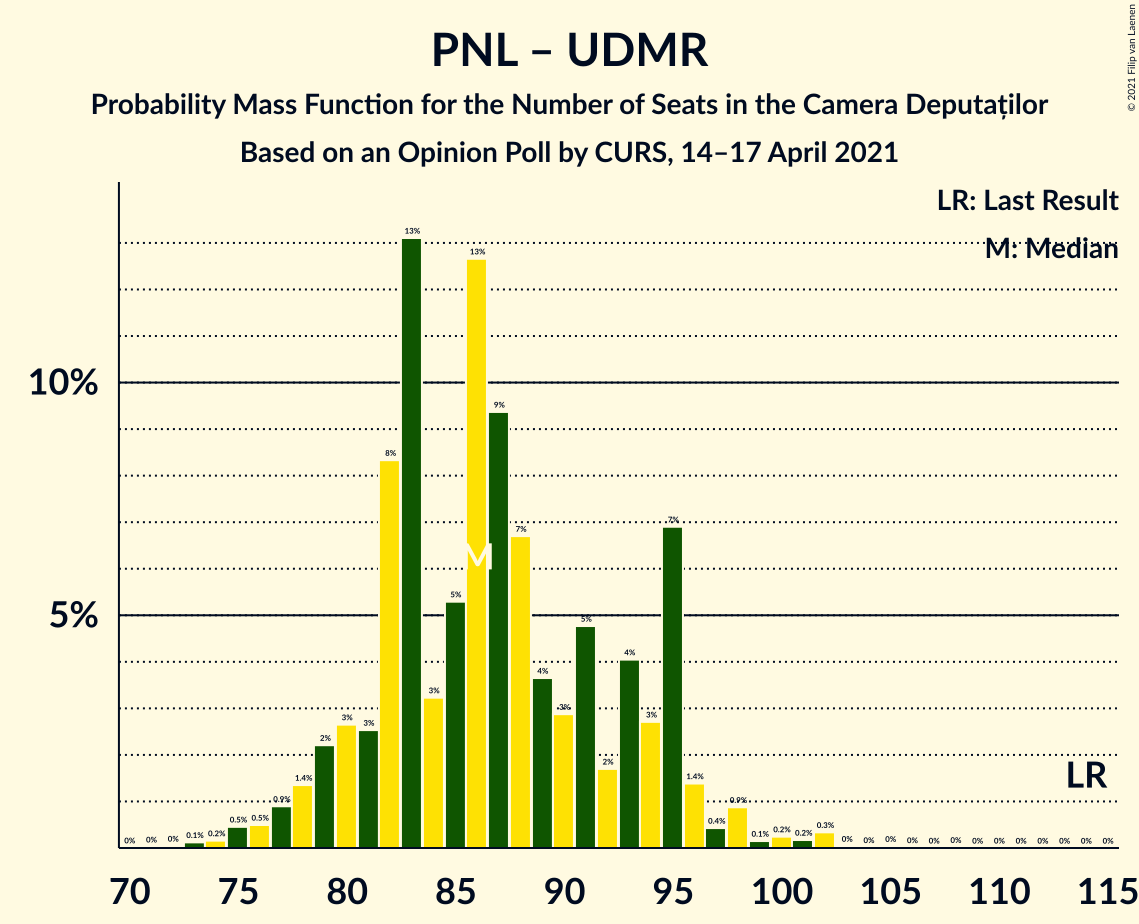 PNL – UDMR
Probability Mass Function for the Number of Seats in the Camera Deputaților
Based on an Opinion Poll by CURS, 14–17 April 2021
© 2021 Filip van Laenen
LR: Last Result
M: Median
10%
5%
0% 0% 0% 0.1% 0.2% 0.5% 0.5% 0.9% 1.4% 2% 3% 3% 8% 13% 3% 5% 13% 9% 7% 4% 3% 5% 2% 4% 3% 7% 1.4% 0.4% 0.9% 0.1% 0.2% 0.2% 0.3% 0% 0% 0% 0% 0% 0% 0% 0% 0% 0% 0% 0% 0%
M
LR
70 75 80 85 90 95 100 105 110 115